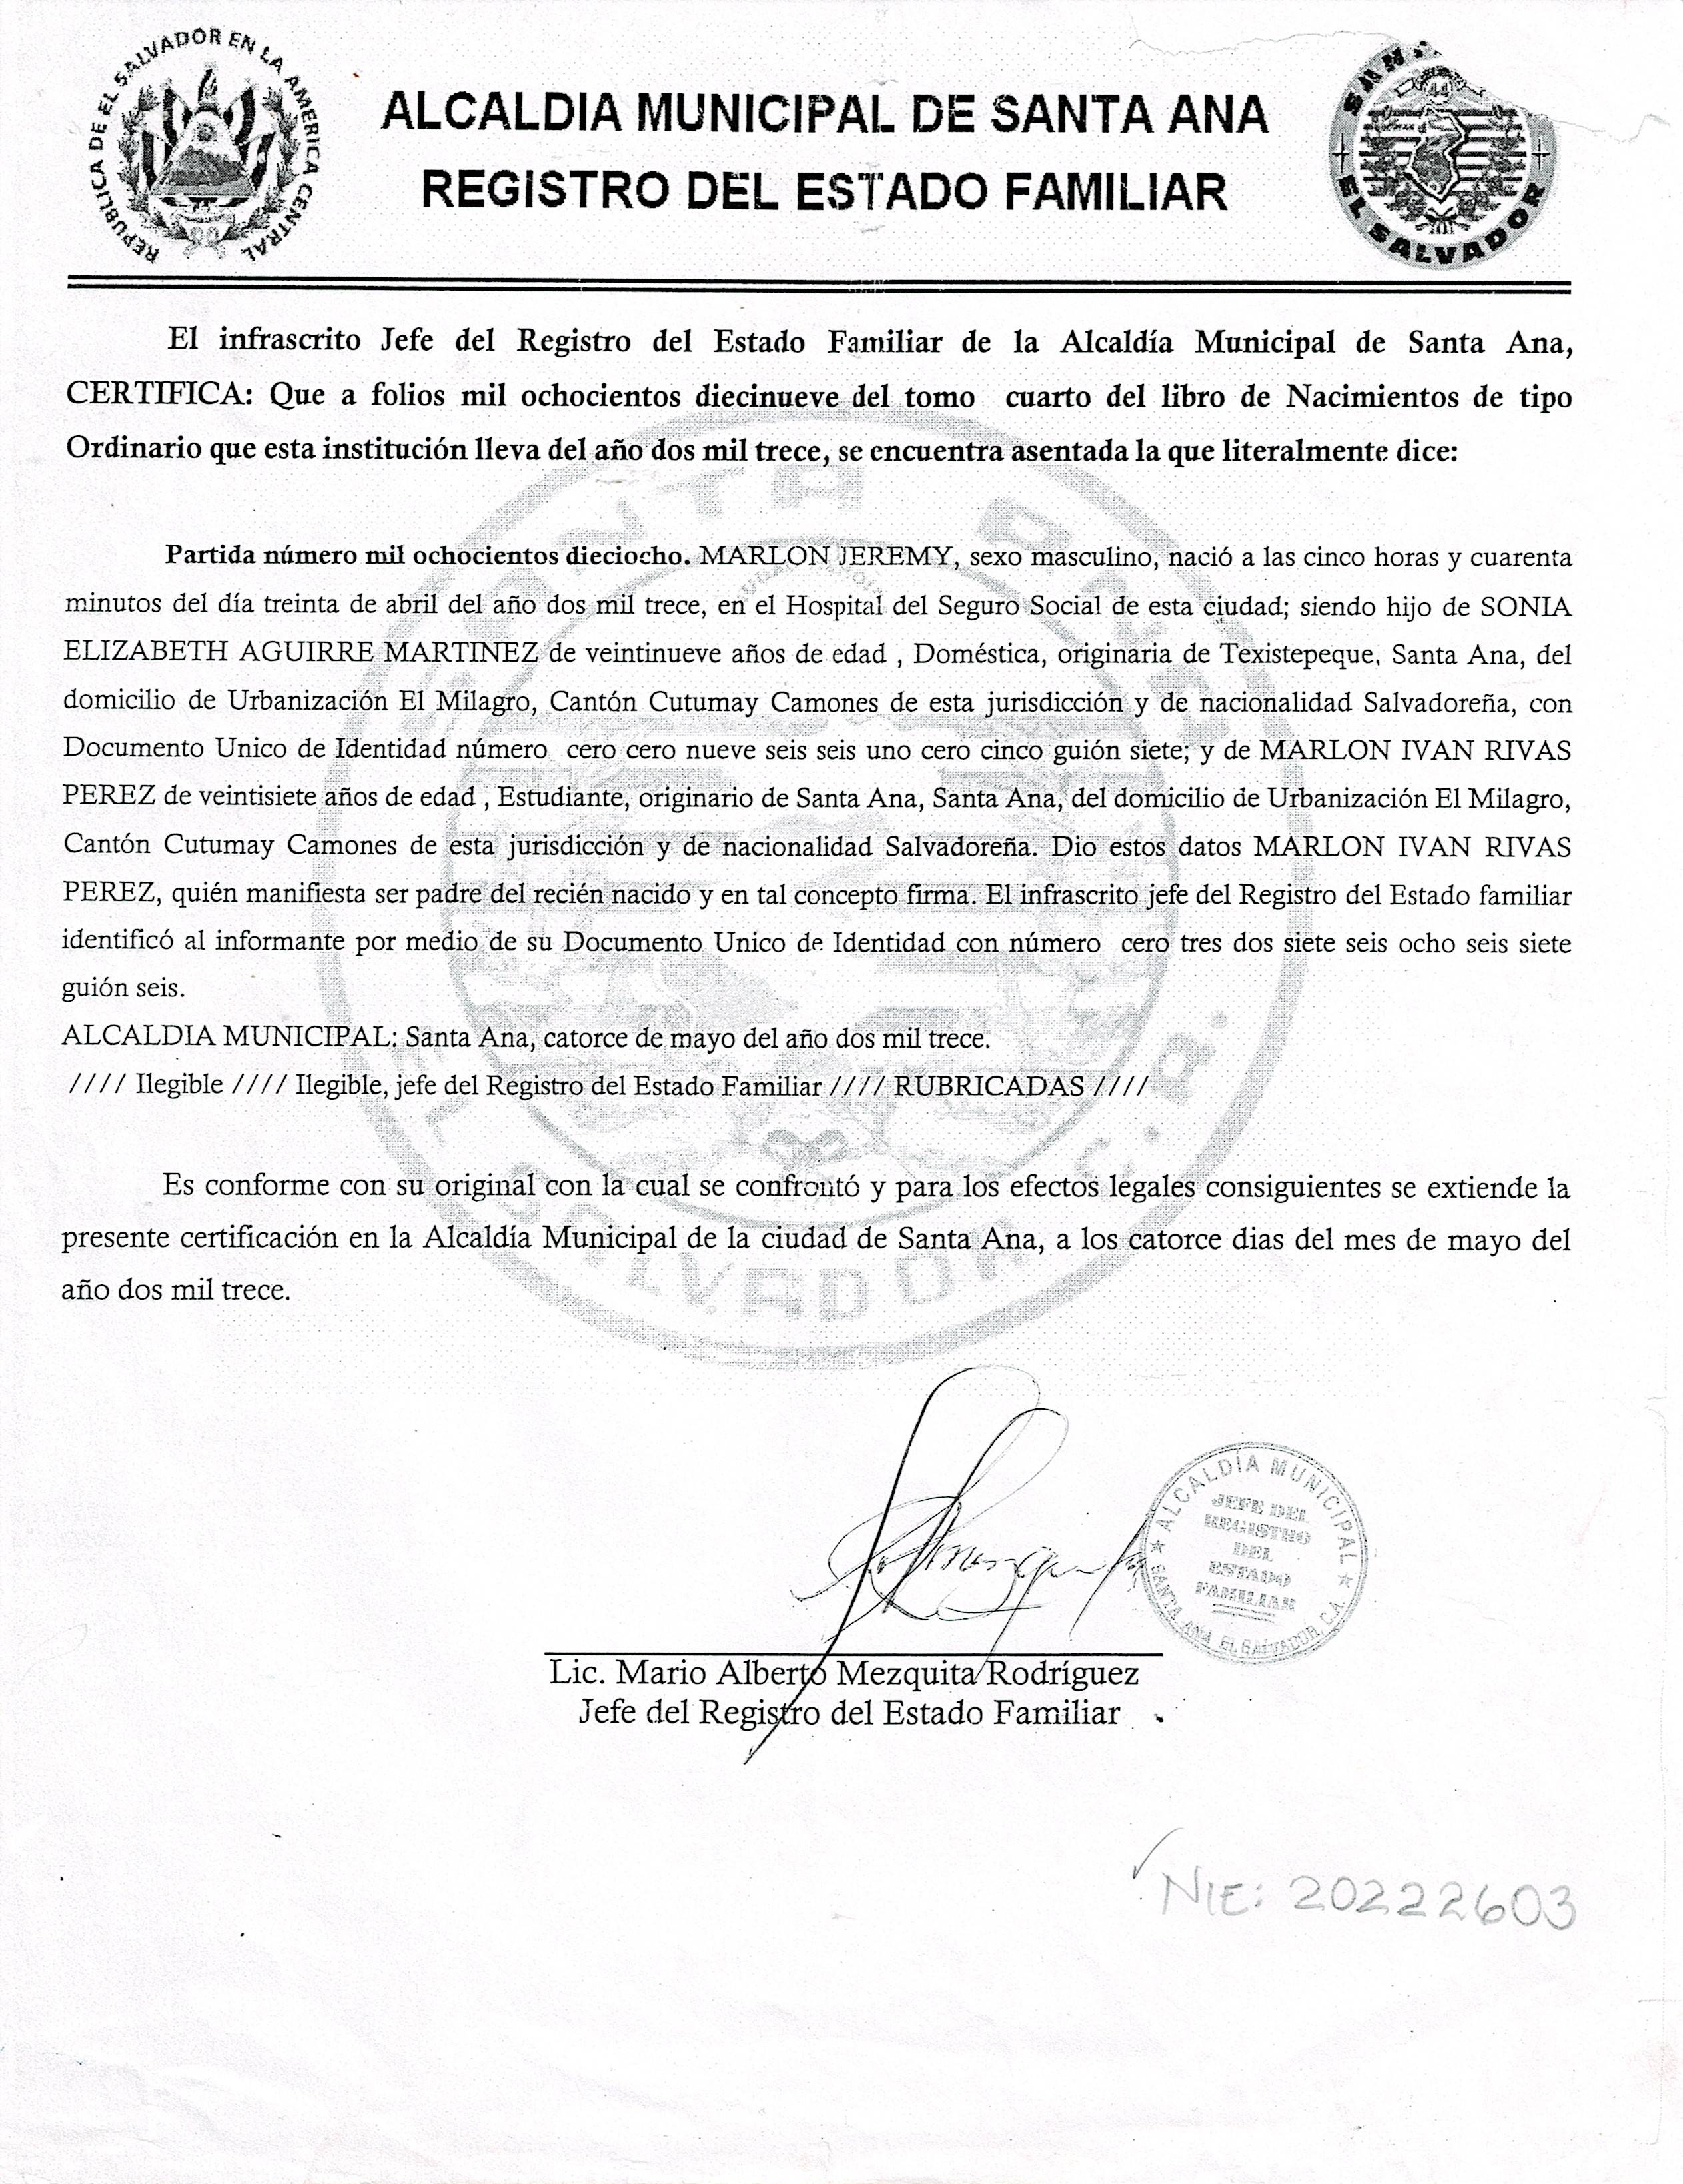 REPUBLICA DE EL SALVADOR EN LA AMERICA CENTRAL
ALCALDIA MUNICIPAL DE SANTA ANA
REGISTRO DEL ESTADO FAMILIAR
EL SALVADOR
El infrascrito Jefe del Registro del Estado Familiar de la Alcaldía Municipal de Santa Ana,
CERTIFICA: Que a folios mil ochocientos diecinueve del tomo cuarto del libro de Nacimientos de tipo
Ordinario que esta institución lleva del año dos mil trece, se encuentra asentada la que literalmente dice:
Partida número mil ochocientos dieciocho. MARLON JEREMY, sexo masculino, nació a las cinco horas y cuarenta
minutos del día treinta de abril del año dos mil trece, en el Hospital del Seguro Social de esta ciudad; siendo hijo de SONIA
ELIZABETH AGUIRRE MARTINEZ de veintinueve años de edad , Doméstica, originaria de Texistepeque, Santa Ana, del
domicilio de Urbanización El Milagro, Cantón Cutumay Camones de esta jurisdicción y de nacionalidad Salvadoreña, con
Documento Unico de Identidad número cero cero nueve seis seis uno cero cinco guión siete; y de MARLON IVAN RIVAS
PEREZ de veintisiete años de edad , Estudiante, originario de Santa Ana, Santa Ana, del domicilio de Urbanización El Milagro,
Cantón Cutumay Camones de esta jurisdicción y de nacionalidad Salvadoreña. Dio estos datos MARLON IVAN RIVAS
PEREZ, quién manifiesta ser padre del recién nacido y en tal concepto firma. El infrascrito jefe del Registro del Estado familiar
identificó al informante por medio de su Documento Unico de Identidad con número cero tres dos siete seis ocho seis siete
guión seis.
ALCALDIA MUNICIPAL: Santa Ana, catorce de mayo del año dos mil trece.
//// Ilegible //// Ilegible, jefe del Registro del Estado Familiar //// RUBRICADAS ////
Es conforme con su original con la cual se confrontó y para los efectos legales consiguientes se extiende la
presente certificación en la Alcaldía Municipal de la ciudad de Santa Ana, a los catorce dias del mes de mayo del
año dos mil trece.
ALCALDÍA MUNICIPAL
JEFE DEL
REGISTRO
DEL
ESTADO
FAMILIAR
SANTA ANA EL SALVADOR, C.A.
Lic. Mario Alberto Mezquita Rodríguez
Jefe del Registro del Estado Familiar
NIE: 20222603